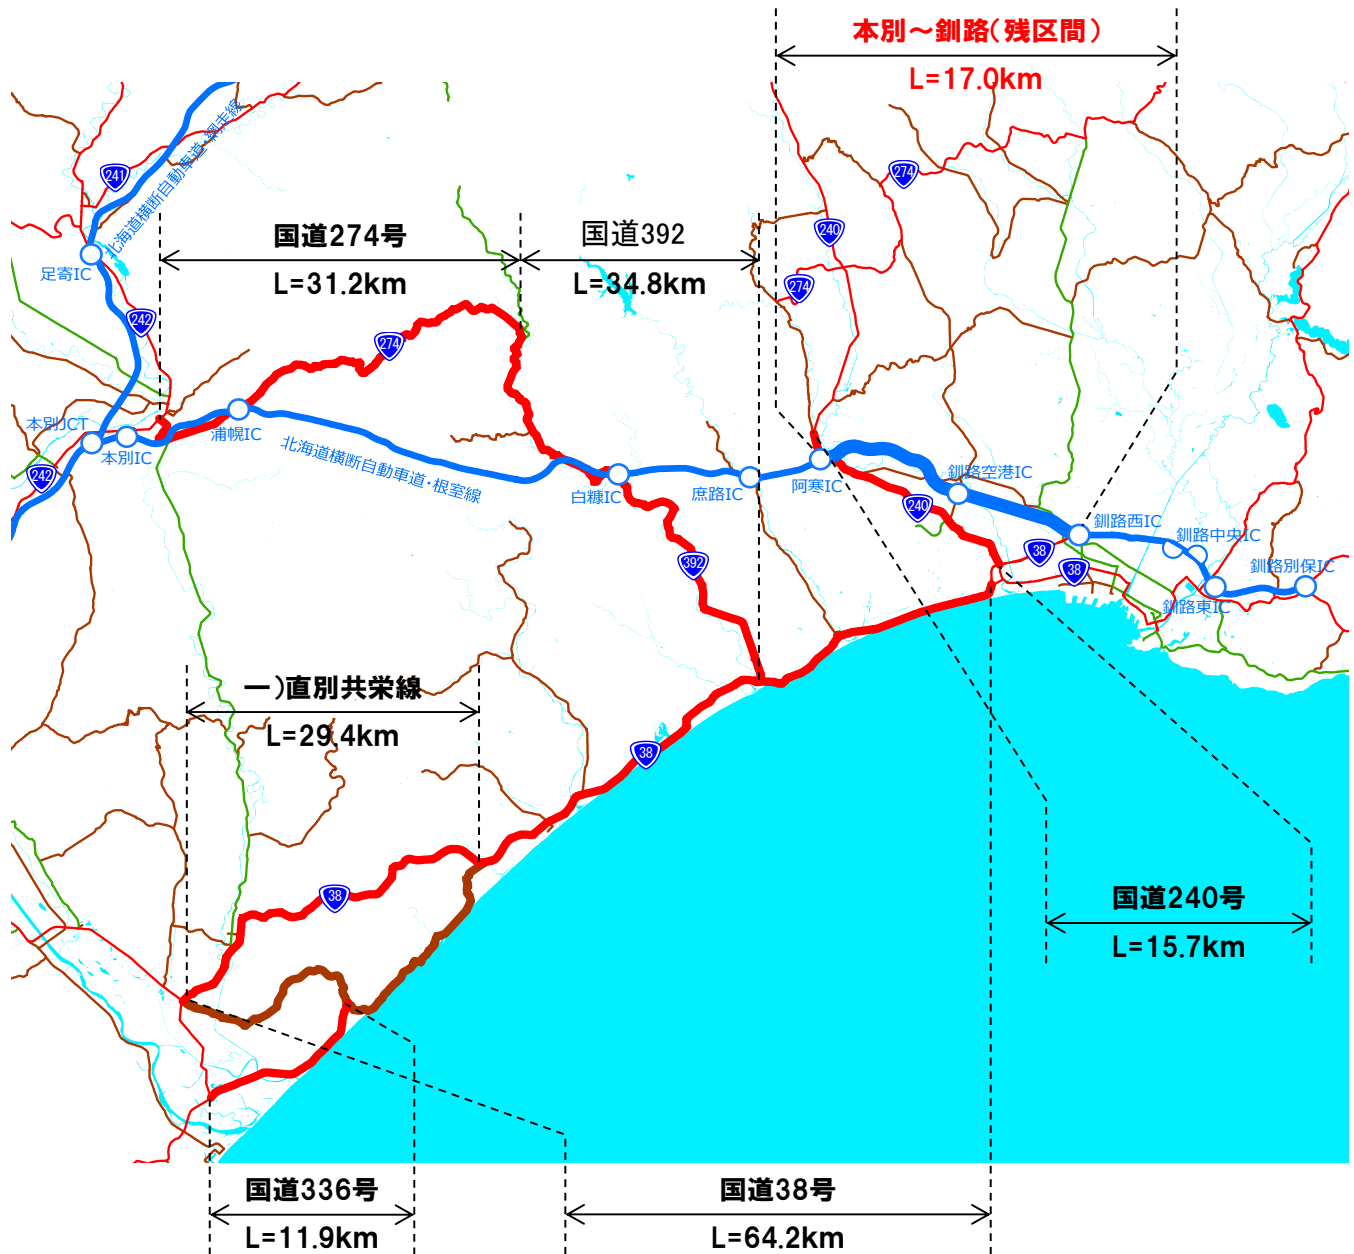 本別～釧路(残区間)
L=17.0km
北海道横断自動車道・網走線
241
274
240
国道274号
国道392
足寄IC
L=31.2km
L=34.8km
274
242
274
本別JCT
本別IC
浦幌IC
北海道横断自動車道・根室線
242
白糠IC
庶路IC
阿寒IC
釧路空港IC
240
釧路西IC
釧路中央IC
38
38
392
釧路別保IC
釧路東IC
一)直別共栄線
L=29.4km
38
38
国道240号
L=15.7km
国道336号
国道38号
L=11.9km
L=64.2km